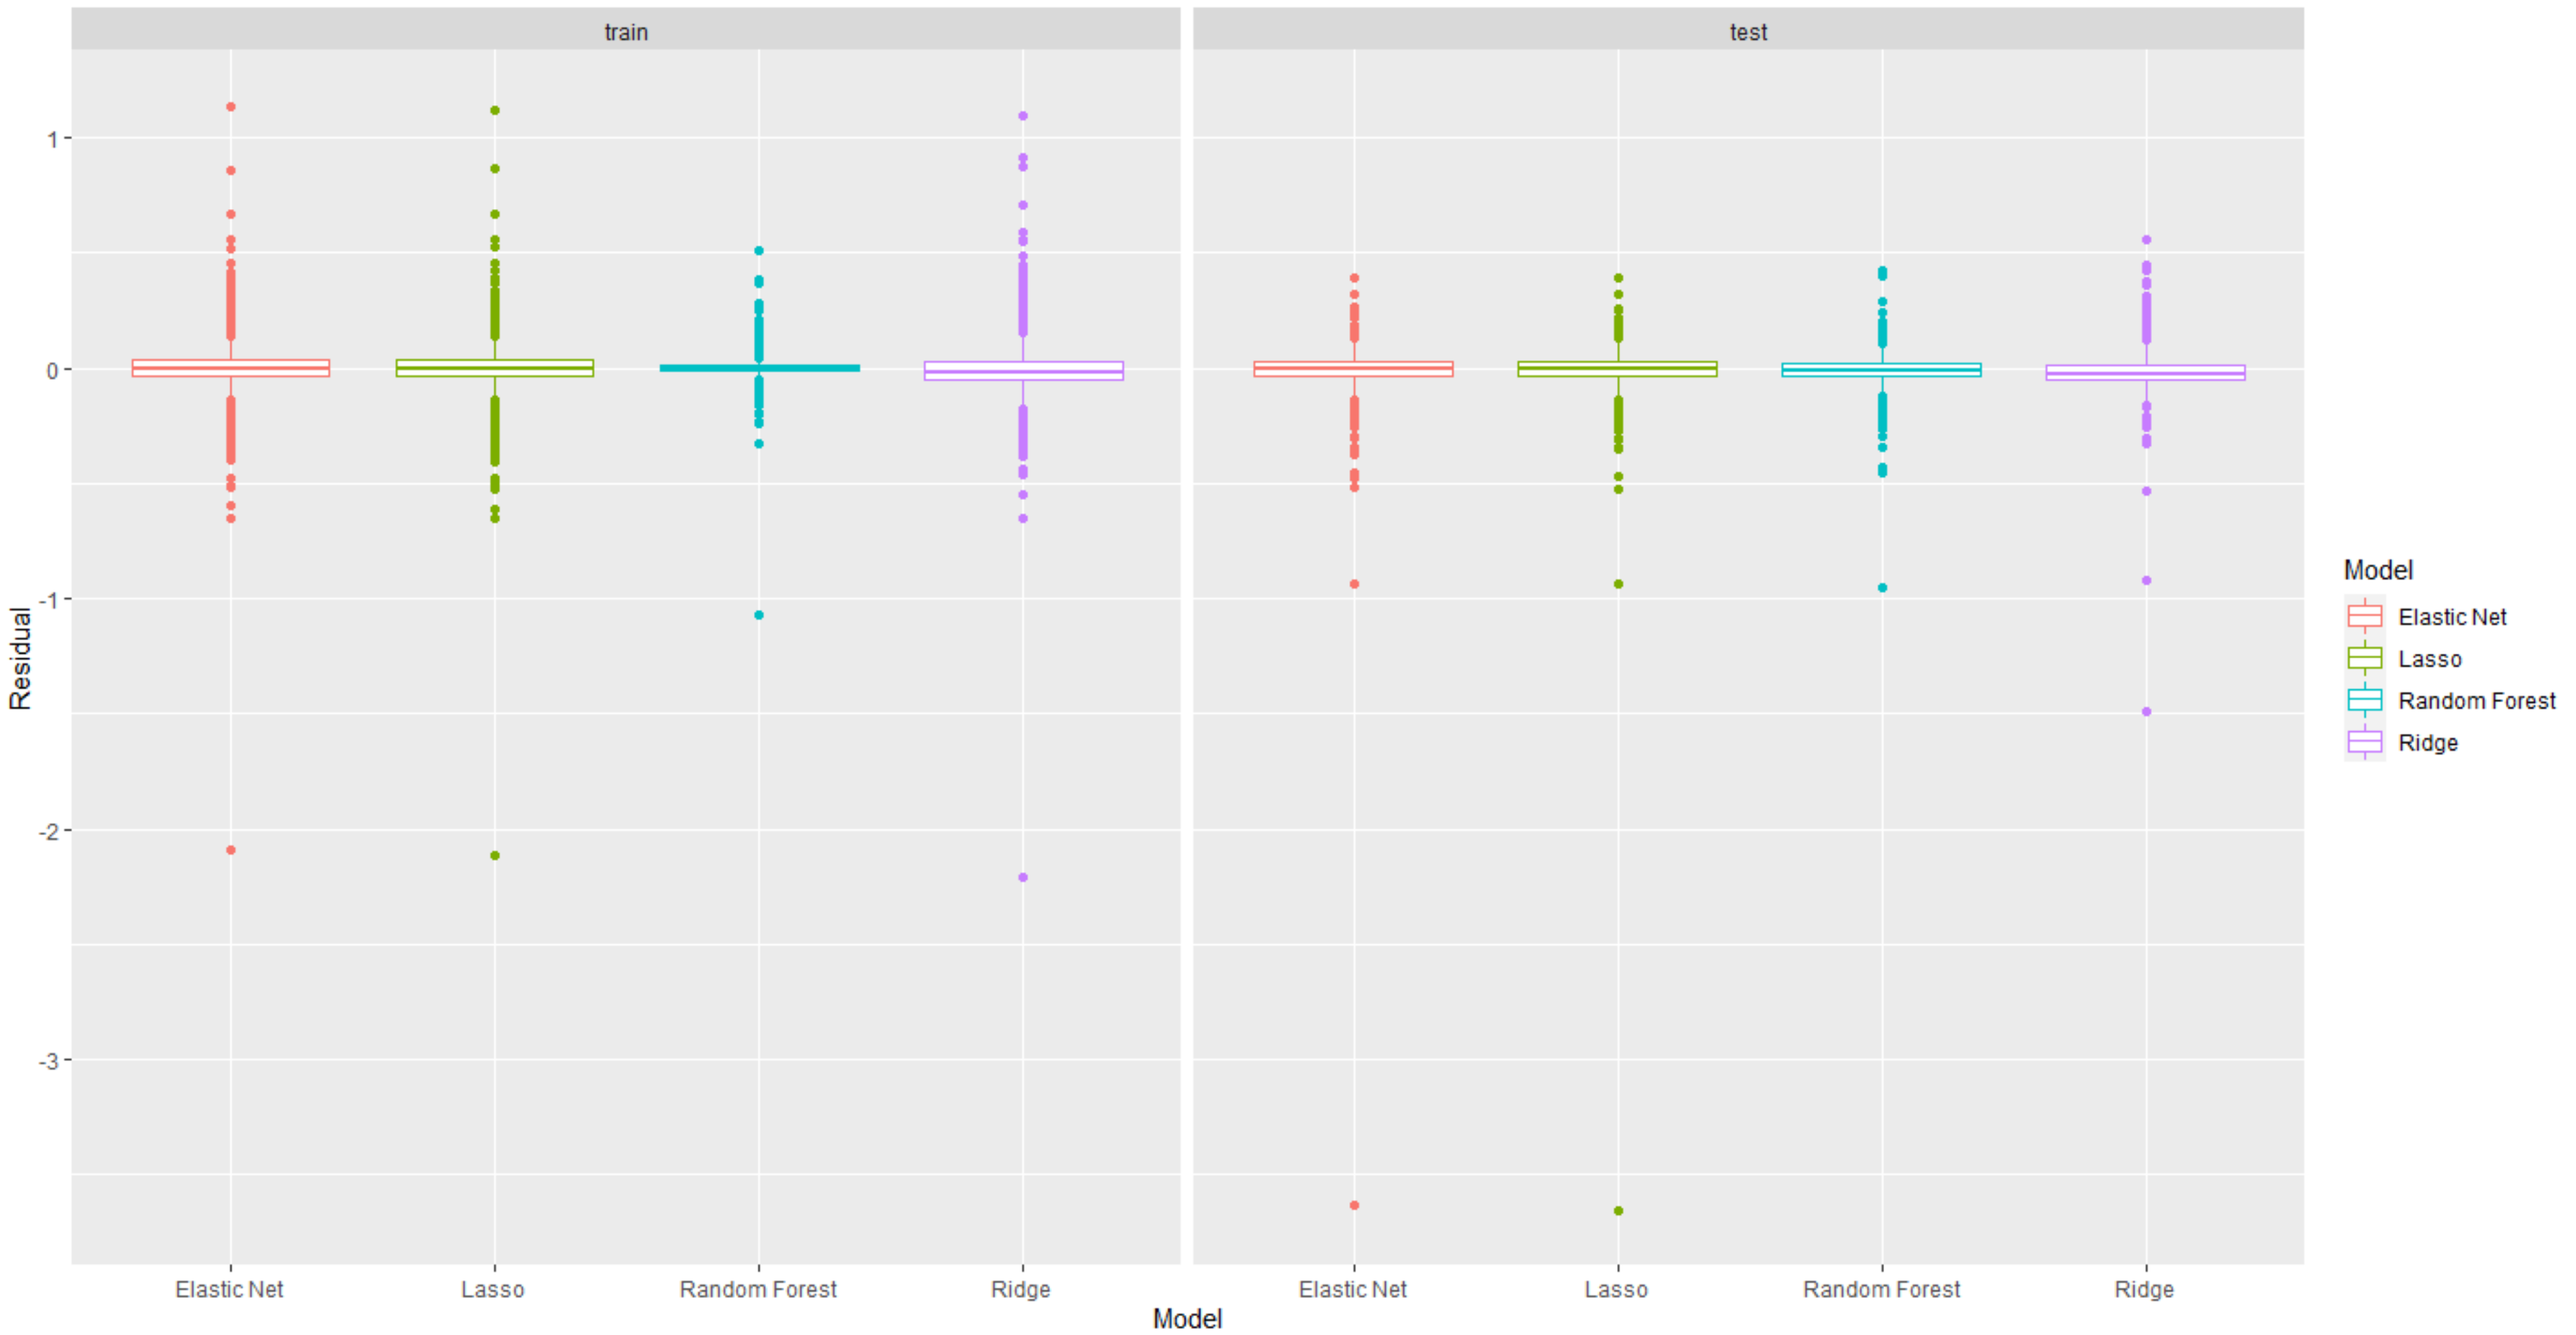 train
test
1
0
-1
-2
-3
Residual
Elastic Net
Lasso
Random Forest
Ridge
Elastic Net
Lasso
Random Forest
Ridge
Model
Model
Elastic Net
Lasso
Random Forest
Ridge